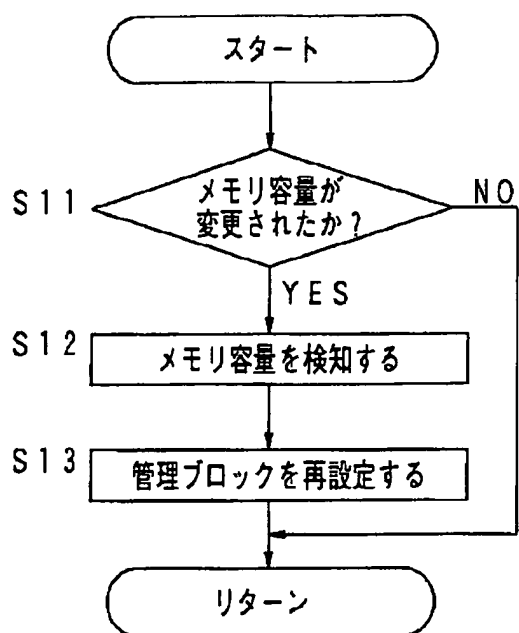 スタート
S11
メモリ容量が
変更されたか？
NO
YES
S12
メモリ容量を検知する
S13
管理ブロックを再設定する
リターン